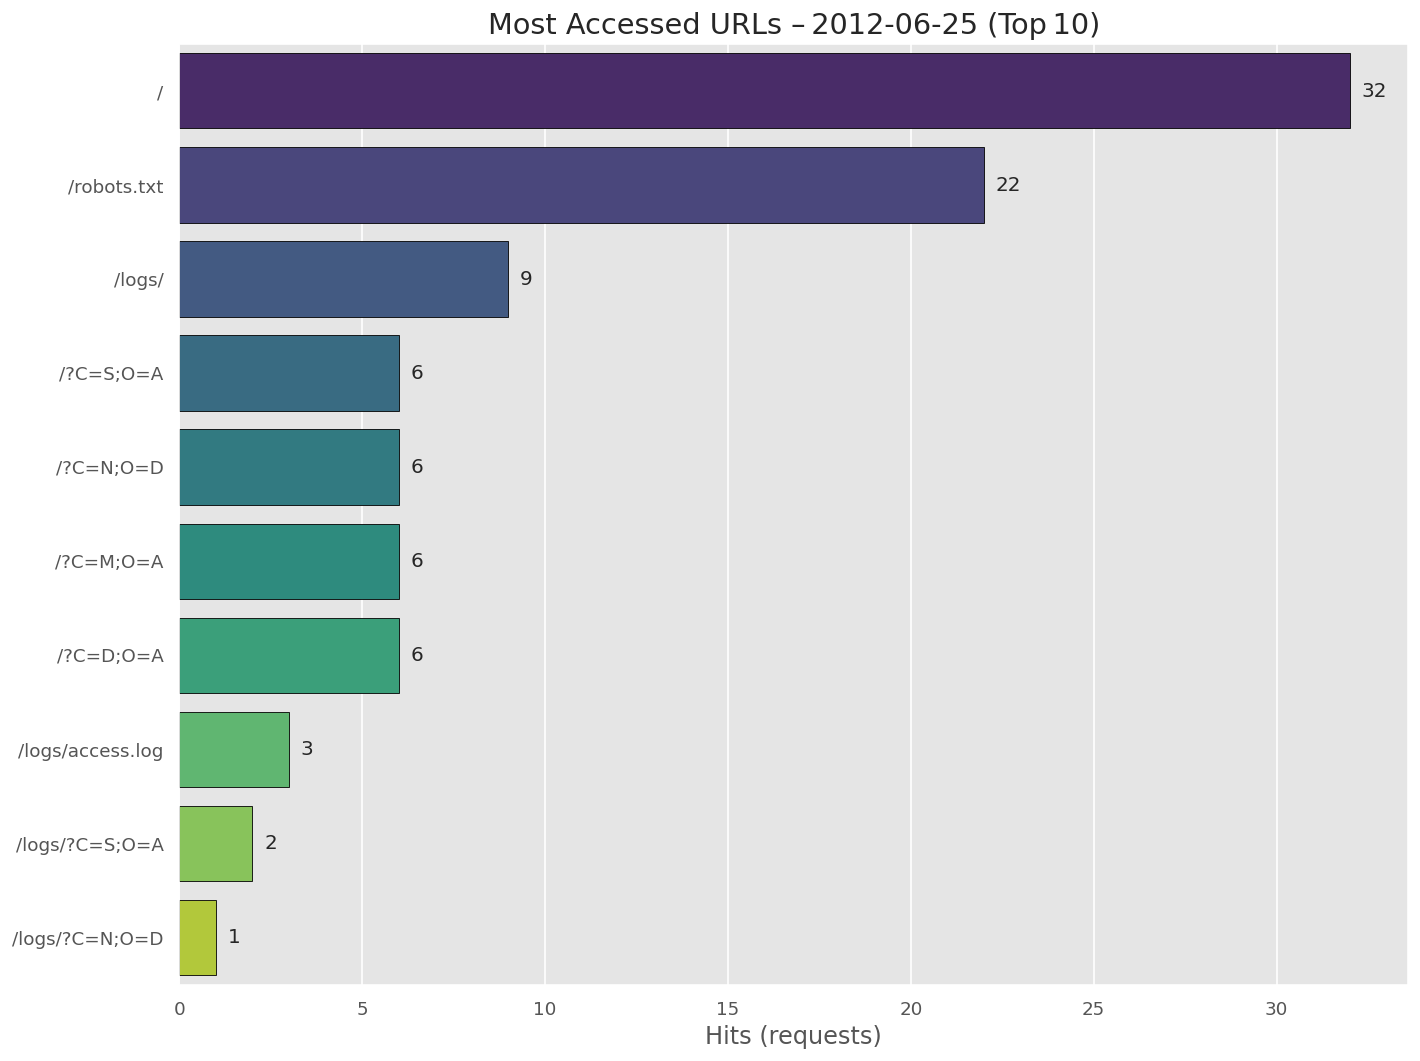 Most Accessed URLs – 2012-06-25 (Top 10)
/ 32
/robots.txt 22
/logs/ 9
/?C=S;O=A 6
/?C=N;O=D 6
/?C=M;O=A 6
/?C=D;O=A 6
/logs/access.log 3
/logs/?C=S;O=A 2
/logs/?C=N;O=D 1
0 5 10 15 20 25 30
Hits (requests)